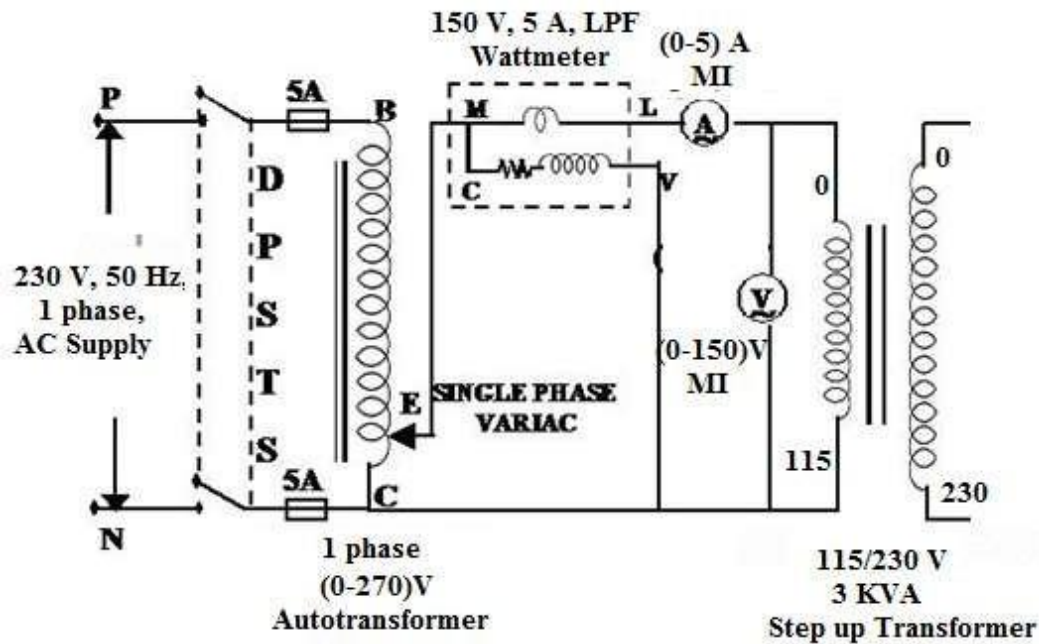 150 V, 5 A, LPF
Wattmeter
(0-5) A
MI
P
5A
B
M
L
A
C
V
0
0
D
P
S
T
S
230 V, 50 Hz,
1 phase,
AC Supply
V
(0-150)V
MI
E
SINGLE PHASE
VARIAC
115
230
5A
C
N
1 phase
(0-270)V
Autotransformer
115/230 V
3 KVA
Step up Transformer